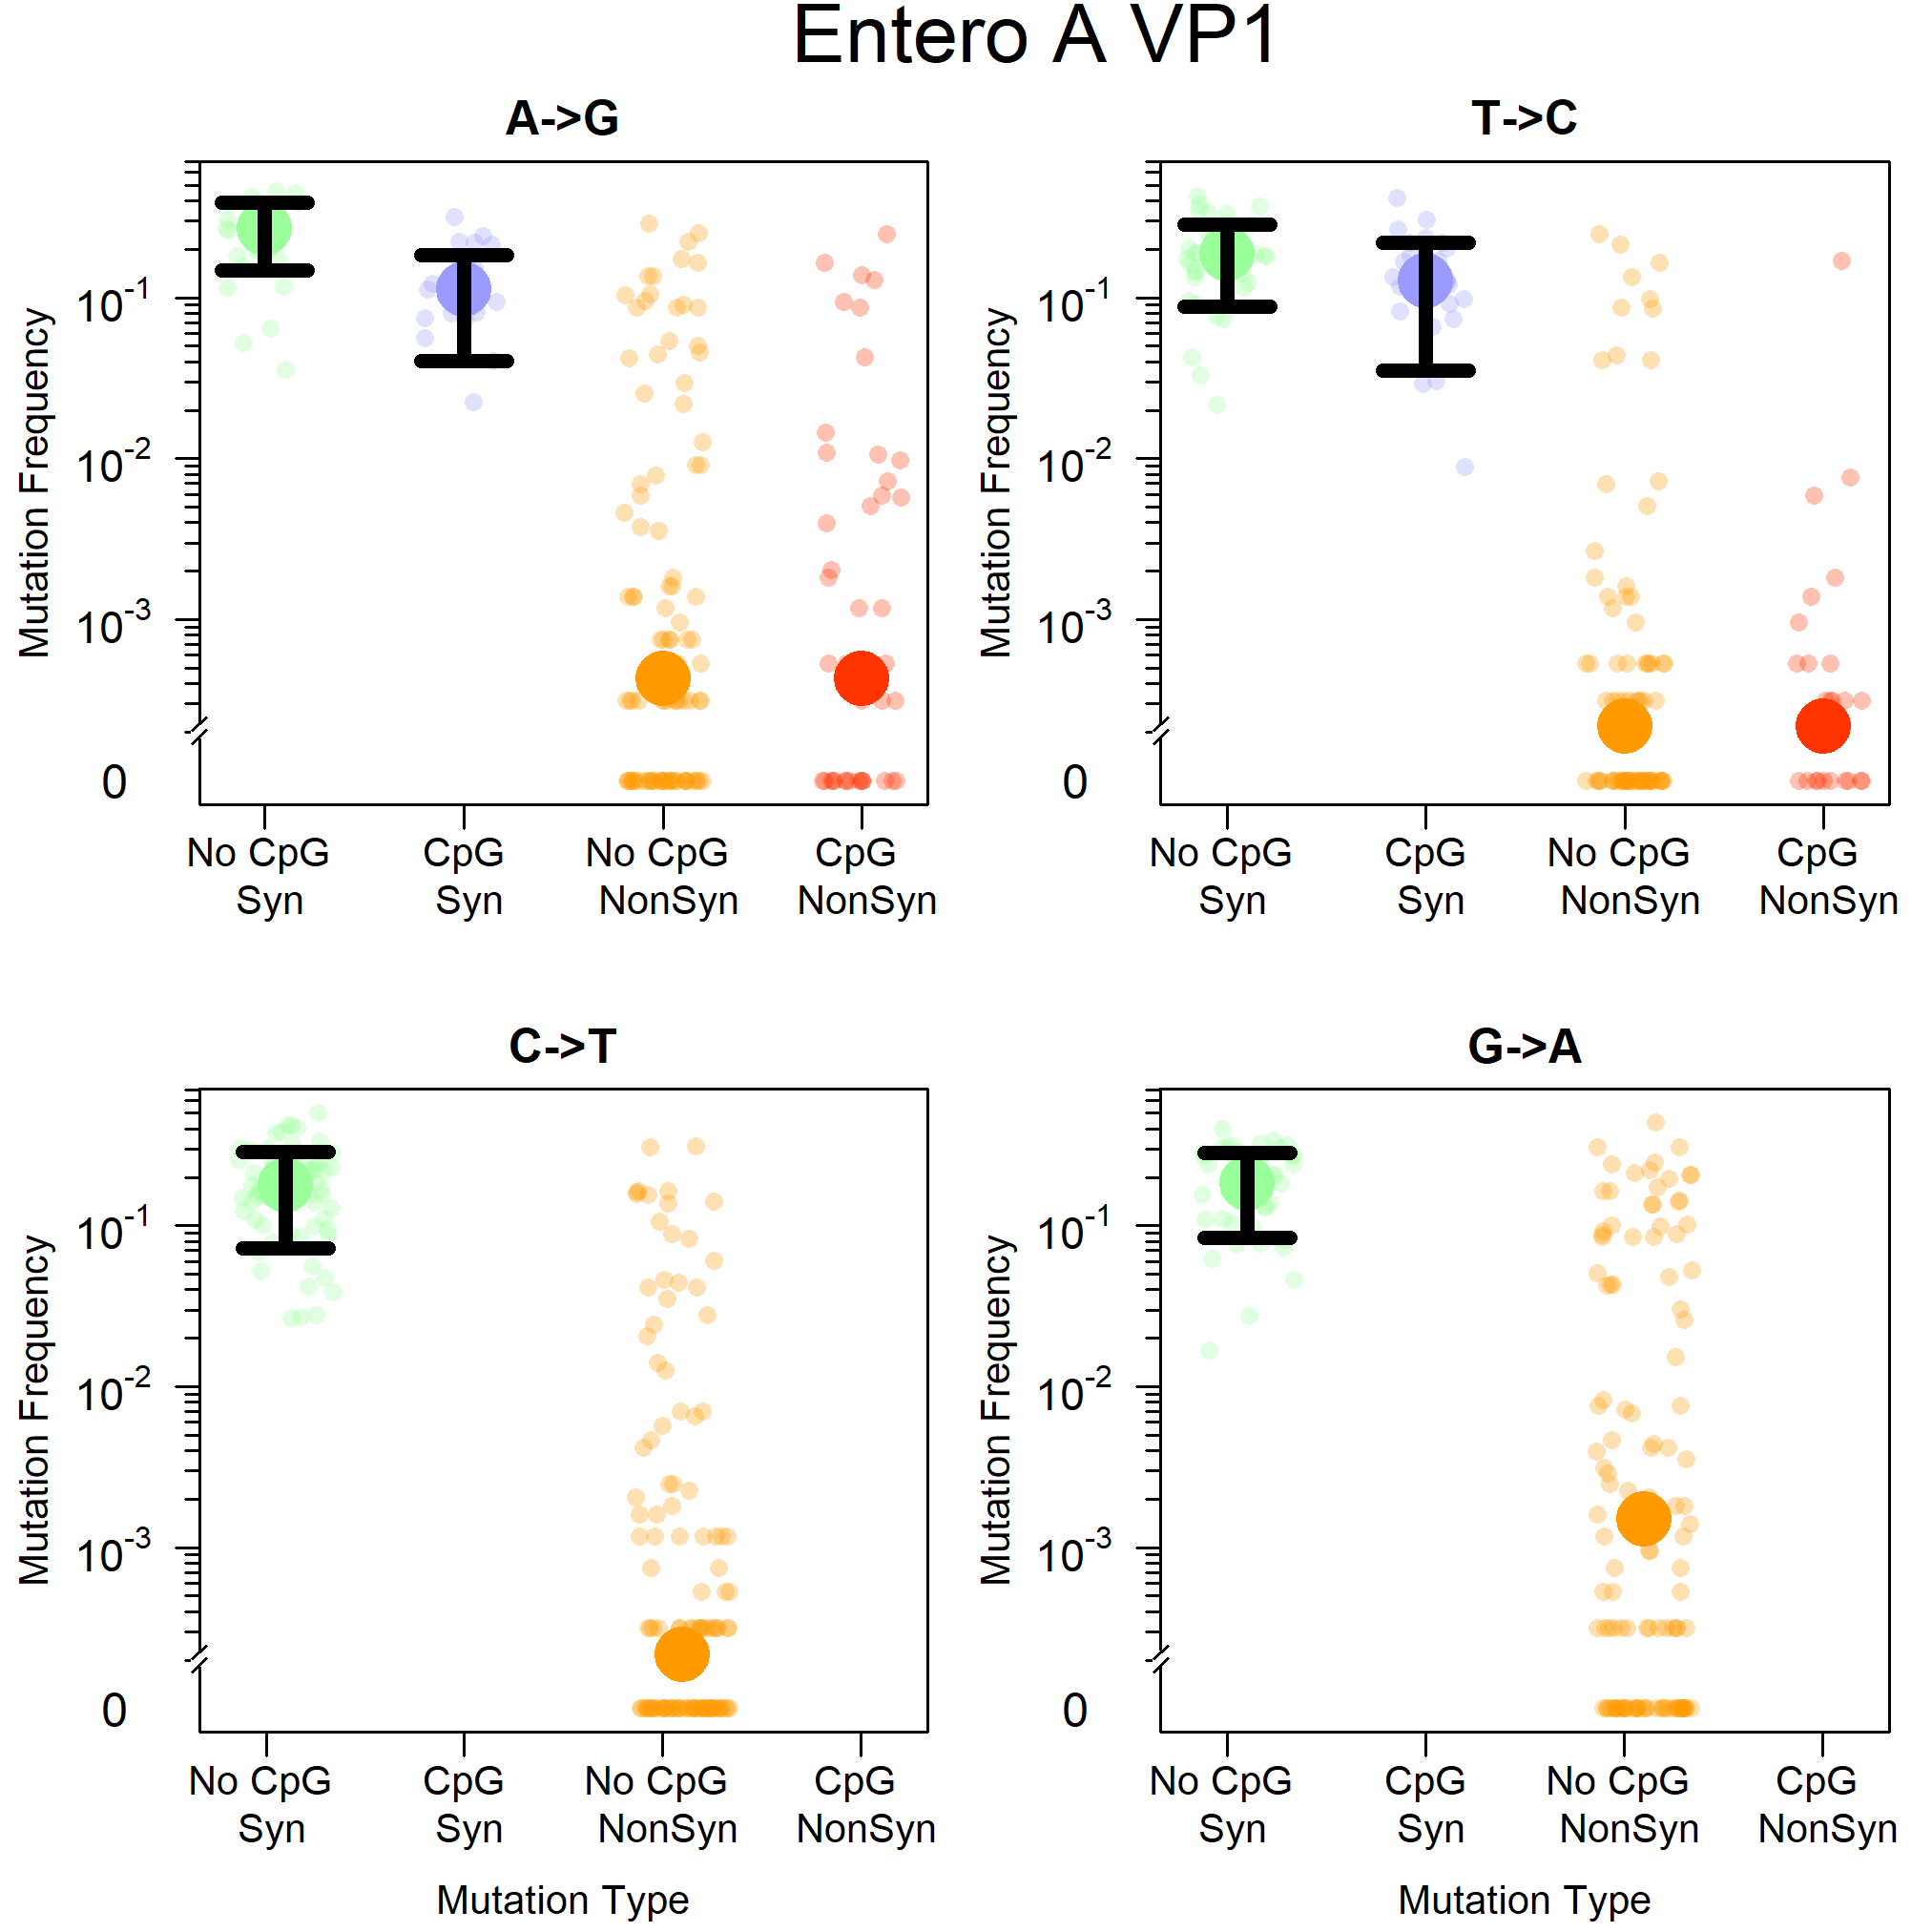 Entero A VP1
A->G
T->C
Mutation Frequency
10-1
10-2
10-3
0
No CpG Syn
CpG Syn
No CpG NonSyn
CpG NonSyn
Mutation Frequency
10-1
10-2
10-3
0
No CpG Syn
CpG Syn
No CpG NonSyn
CpG NonSyn
C->T
G->A
Mutation Frequency
10-1
10-2
10-3
0
No CpG Syn
CpG Syn
No CpG NonSyn
CpG NonSyn
Mutation Type
Mutation Frequency
10-1
10-2
10-3
0
No CpG Syn
CpG Syn
No CpG NonSyn
CpG NonSyn
Mutation Type